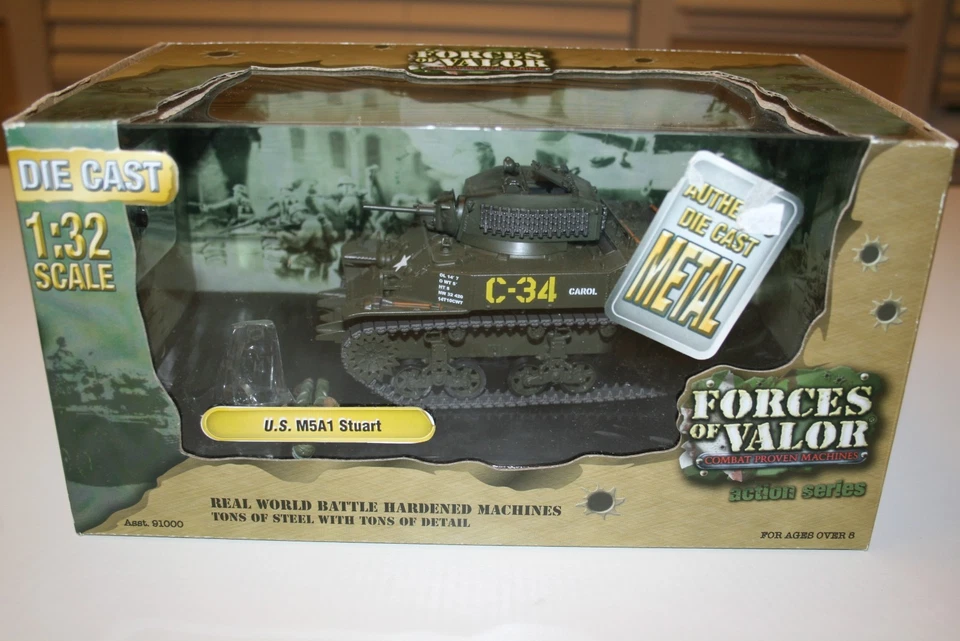 FORCES
OF VALOR
DIE CAST
1:32
SCALE
AUTHE
DIE CAST
METAL
C-34
CAROL
U.S. M5A1 Stuart
FORCES
OF VALOR
COMBAT PROVEN MACHINES
action series
REAL WORLD BATTLE HARDENED MACHINES
TONS OF STEEL WITH TONS OF DETAIL
Asst. 91000
FOR AGES OVER 8